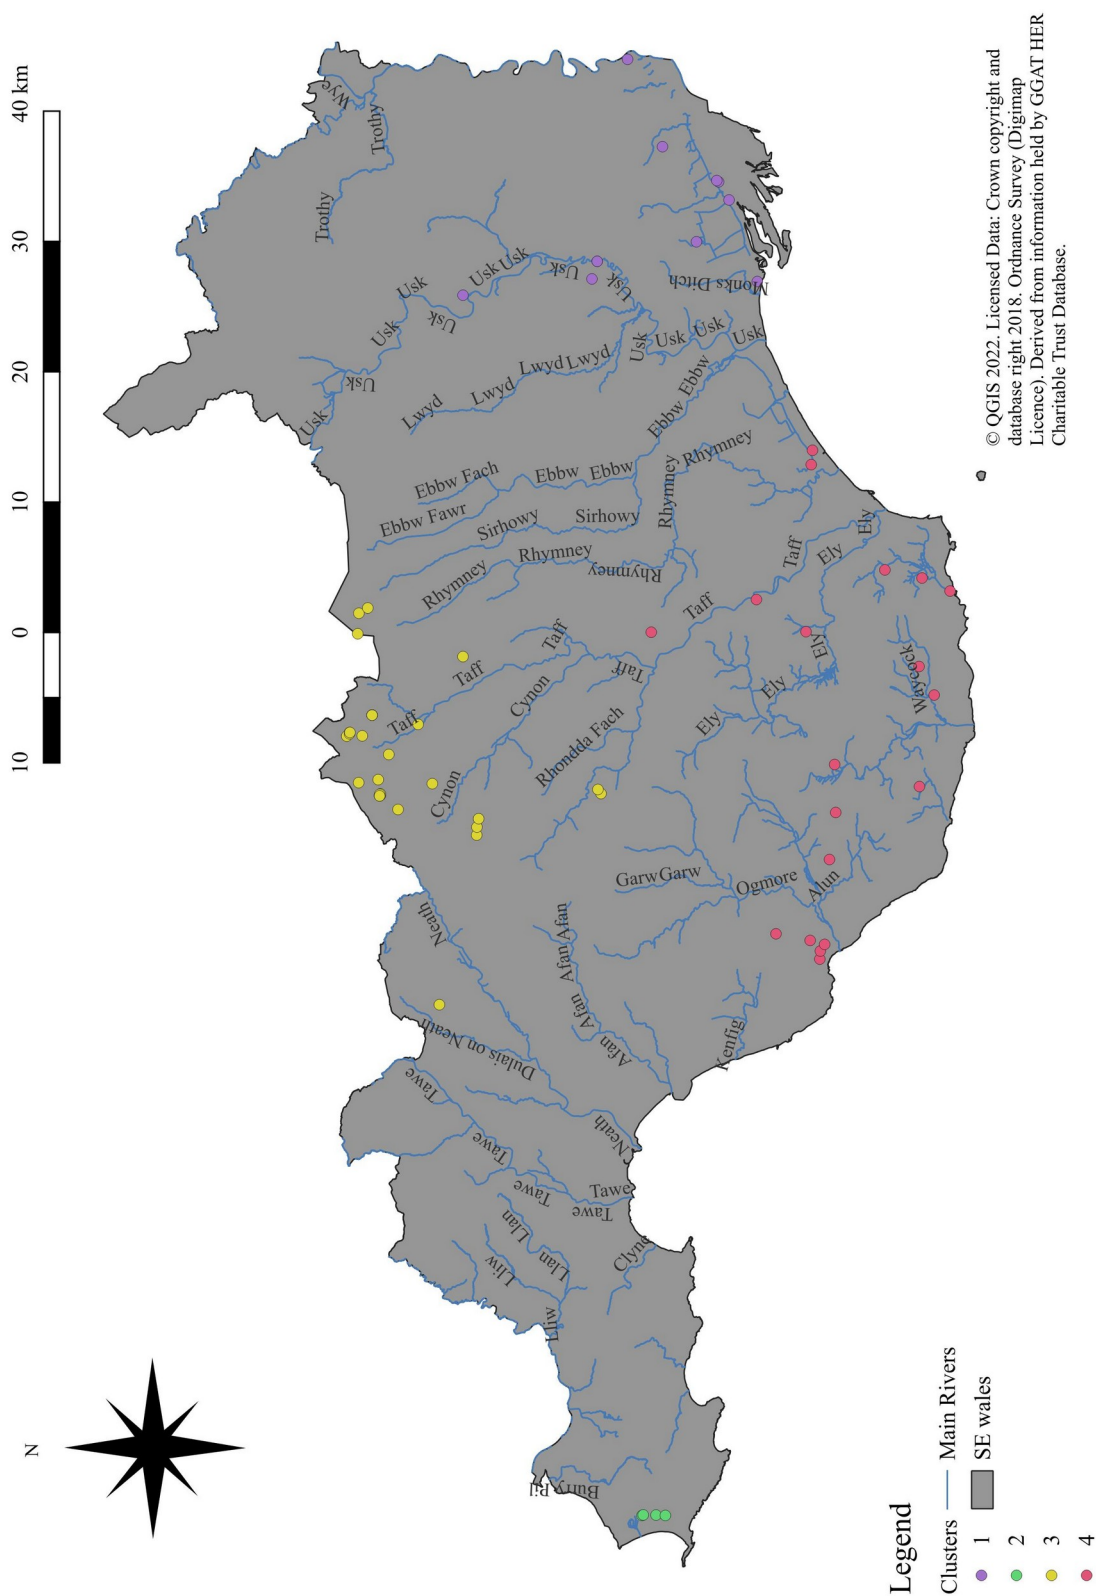 N
10 0 10 20 30 40 km
Wye
Trothy
Trothy
Usk
Usk
Usk
Usk
Usk
Usk
Usk
Usk
Usk
Usk
Usk
Usk
Usk
Monks Ditch
Lwyd
Lwyd
Lwyd
Lwyd
Ebbw Fach
Ebbw Fawr
Ebbw
Ebbw
Ebbw
Ebbw
Sirhowy
Sirhowy
Rhymney
Rhymney
Rhymney
Rhymney
Rhymney
Taff
Taff
Taff
Taff
Taff
Taff
Cynon
Cynon
Rhondda Fach
Ely
Ely
Ely
Ely
Ely
Waycock
Neath
Dulais on Neath
Neath
Afan
Afan
Afan
Afan
Garw
Garw
Ogmore
Alun
Kenfig
Tawe
Tawe
Tawe
Tawe
Tawe
Llan
Llan
Lliw
Lliw
Clyne
Burry Pil
Legend
Clusters
1
2
3
4
Main Rivers
SE wales
© QGIS 2022. Licensed Data: Crown copyright and
database right 2018. Ordnance Survey (Digimap
Licence). Derived from information held by GGAT HER
Charitable Trust Database.